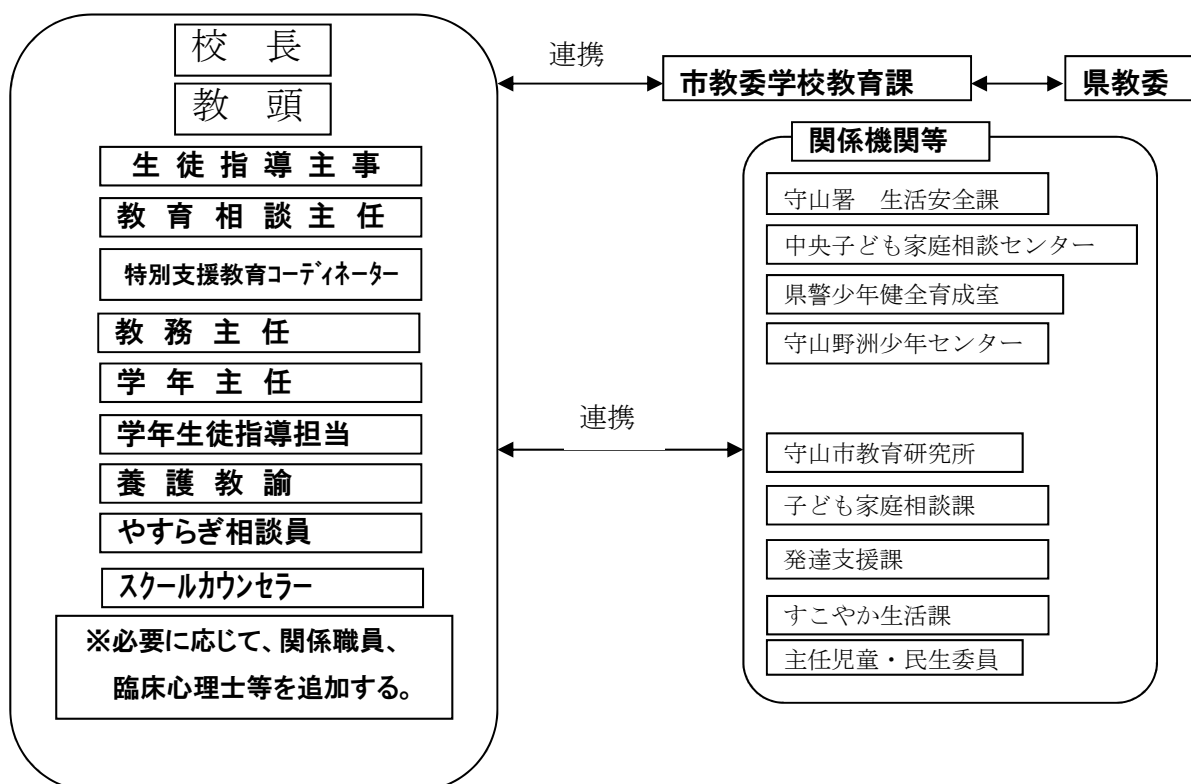 校　長
教　頭
生徒指導主事
教育相談主任
特別支援教育コーディネーター
教務主任
学年主任
学年生徒指導担当
養護教諭
やすらぎ相談員
スクールカウンセラー
※必要に応じて、関係職員、
臨床心理士等を追加する。
連携
市教委学校教育課
県教委
連携
関係機関等
守山署　生活安全課
中央子ども家庭相談センター
県警少年健全育成室
守山野洲少年センター
守山市教育研究所
子ども家庭相談課
発達支援課
すこやか生活課
主任児童・民生委員